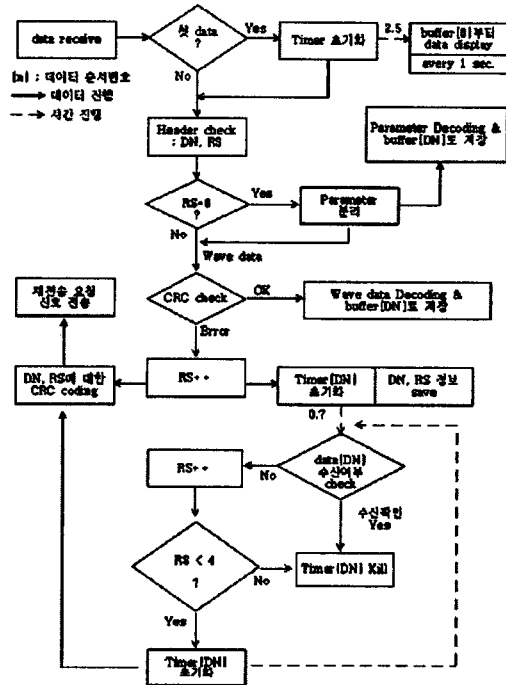 data receive
첫 data
?
Yes
No
Timer 초기화
2.5
buffer[0]부터
data display
every 1 sec.
[n] : 데이터 순서번호
데이터 진행
시간 진행
Header check
: DN, RS
Parameter Decoding &
buffer[DN]로 저장
RS=0
?
Yes
No
Parameter
분리
Wave data
CRC check
OK
Error
Wave data Decoding &
buffer[DN]로 저장
재전송 요청
신호 전송
DN, RS에 대한
CRC coding
RS++
Timer[DN]
초기화
DN, RS 정보
save
0.7
data[DN]
수신여부
check
No
RS++
수신확인
Yes
RS < 4
?
No
Timer[DN] Kill
Yes
Timer[DN]
초기화